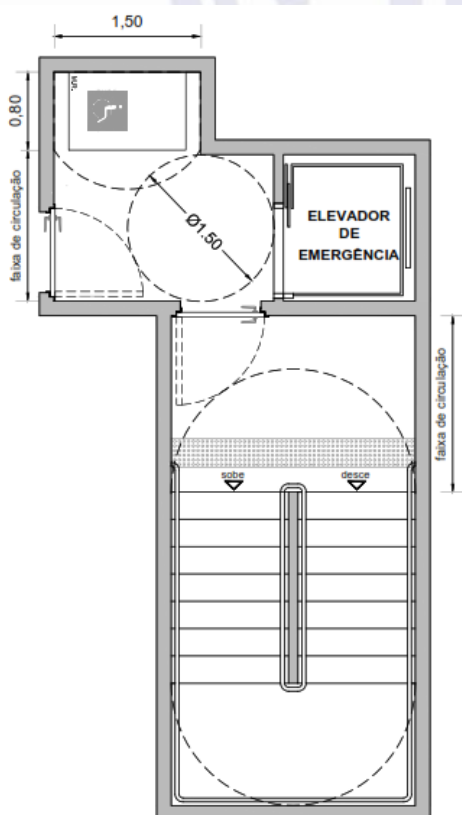 1,50
0,80
M.R.
faixa de circulação
Ø1.50
ELEVADOR
DE
EMERGÊNCIA
faixa de circulação
sobe
desce